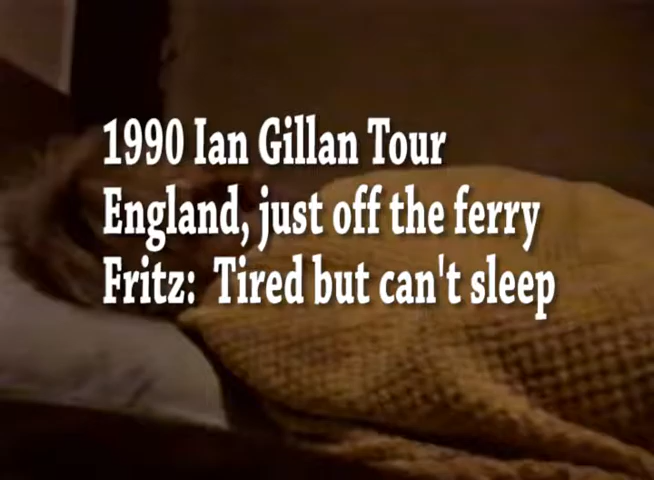 1990 Ian Gillan Tour
England, just off the ferry
Fritz:  Tired but can't sleep